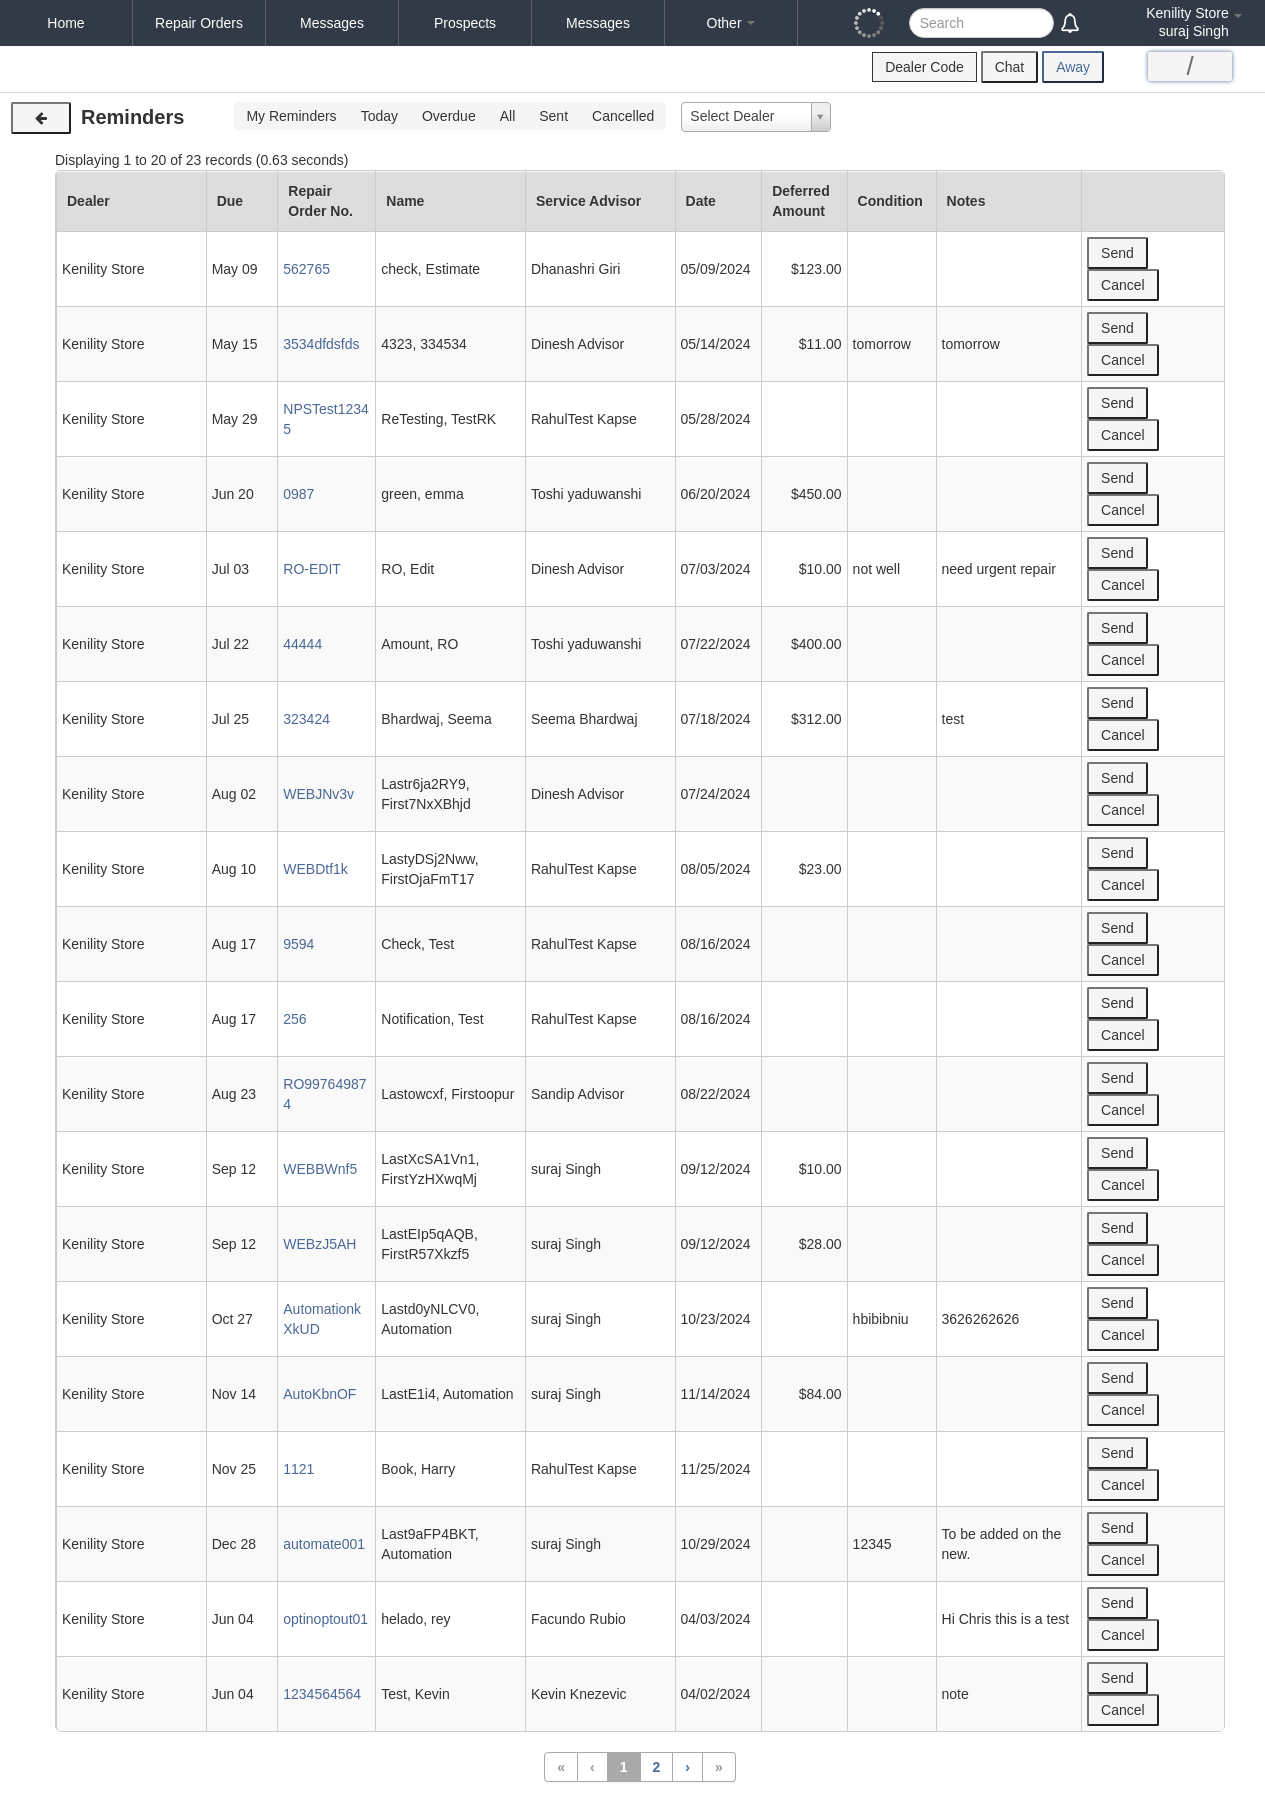 Home Repair Orders Messages Prospects Messages Other Search Kenility Store
suraj Singh
Dealer Code Chat Away /
Reminders My Reminders Today Overdue All Sent Cancelled Select Dealer
Displaying 1 to 20 of 23 records (0.63 seconds)
Dealer Due Repair Order No. Name Service Advisor Date Deferred Amount Condition Notes
Kenility Store May 09 562765 check, Estimate Dhanashri Giri 05/09/2024 $123.00 Send
Cancel
Kenility Store May 15 3534dfdsfds 4323, 334534 Dinesh Advisor 05/14/2024 $11.00 tomorrow tomorrow Send
Cancel
Kenility Store May 29 NPSTest12345 ReTesting, TestRK RahulTest Kapse 05/28/2024 Send
Cancel
Kenility Store Jun 20 0987 green, emma Toshi yaduwanshi 06/20/2024 $450.00 Send
Cancel
Kenility Store Jul 03 RO-EDIT RO, Edit Dinesh Advisor 07/03/2024 $10.00 not well need urgent repair Send
Cancel
Kenility Store Jul 22 44444 Amount, RO Toshi yaduwanshi 07/22/2024 $400.00 Send
Cancel
Kenility Store Jul 25 323424 Bhardwaj, Seema Seema Bhardwaj 07/18/2024 $312.00 test Send
Cancel
Kenility Store Aug 02 WEBJNv3v Lastr6ja2RY9, First7NxXBhjd Dinesh Advisor 07/24/2024 Send
Cancel
Kenility Store Aug 10 WEBDtf1k LastyDSj2Nww, FirstOjaFmT17 RahulTest Kapse 08/05/2024 $23.00 Send
Cancel
Kenility Store Aug 17 9594 Check, Test RahulTest Kapse 08/16/2024 Send
Cancel
Kenility Store Aug 17 256 Notification, Test RahulTest Kapse 08/16/2024 Send
Cancel
Kenility Store Aug 23 RO997649874 Lastowcxf, Firstoopur Sandip Advisor 08/22/2024 Send
Cancel
Kenility Store Sep 12 WEBBWnf5 LastXcSA1Vn1, FirstYzHXwqMj suraj Singh 09/12/2024 $10.00 Send
Cancel
Kenility Store Sep 12 WEBzJ5AH LastEIp5qAQB, FirstR57Xkzf5 suraj Singh 09/12/2024 $28.00 Send
Cancel
Kenility Store Oct 27 AutomationkXkUD Lastd0yNLCV0, Automation suraj Singh 10/23/2024 hbibibniu 3626262626 Send
Cancel
Kenility Store Nov 14 AutoKbnOF LastE1i4, Automation suraj Singh 11/14/2024 $84.00 Send
Cancel
Kenility Store Nov 25 1121 Book, Harry RahulTest Kapse 11/25/2024 Send
Cancel
Kenility Store Dec 28 automate001 Last9aFP4BKT, Automation suraj Singh 10/29/2024 12345 To be added on the new. Send
Cancel
Kenility Store Jun 04 optinoptout01 helado, rey Facundo Rubio 04/03/2024 Hi Chris this is a test Send
Cancel
Kenility Store Jun 04 1234564564 Test, Kevin Kevin Knezevic 04/02/2024 note Send
Cancel
« ‹ 1 2 › »